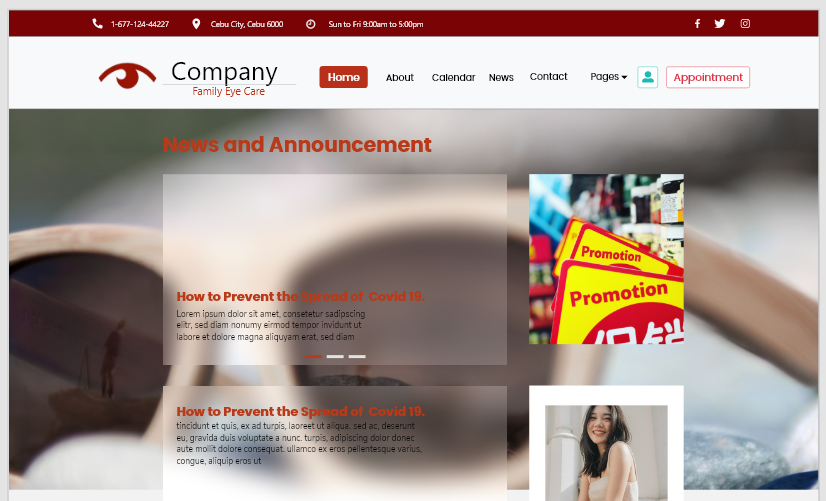 1-677-124-44227
Cebu City, Cebu 6000
Sun to Fri 9:00am to 5:00pm
Company
Family Eye Care
Home
About
Calendar
News
Contact
Pages
Appointment
News and Announcement
How to Prevent the Spread of Covid 19.
Lorem ipsum dolor sit amet, consetetur sadipscing
elitr, sed diam nonumy eirmod tempor invidunt ut
labore et dolore magna aliquyam erat, sed diam
Promotion
Promotion
How to Prevent the Spread of Covid 19.
tincidunt et quis, ex ad turpis, laoreet ut aliqua. sed ac, deserunt
eu, gravida duis voluptate a nunc. turpis, adipiscing dolor donec
aute mollit dolore consequat. ullamco ex eros pellentesque varius,
congue, aliquip eros ut